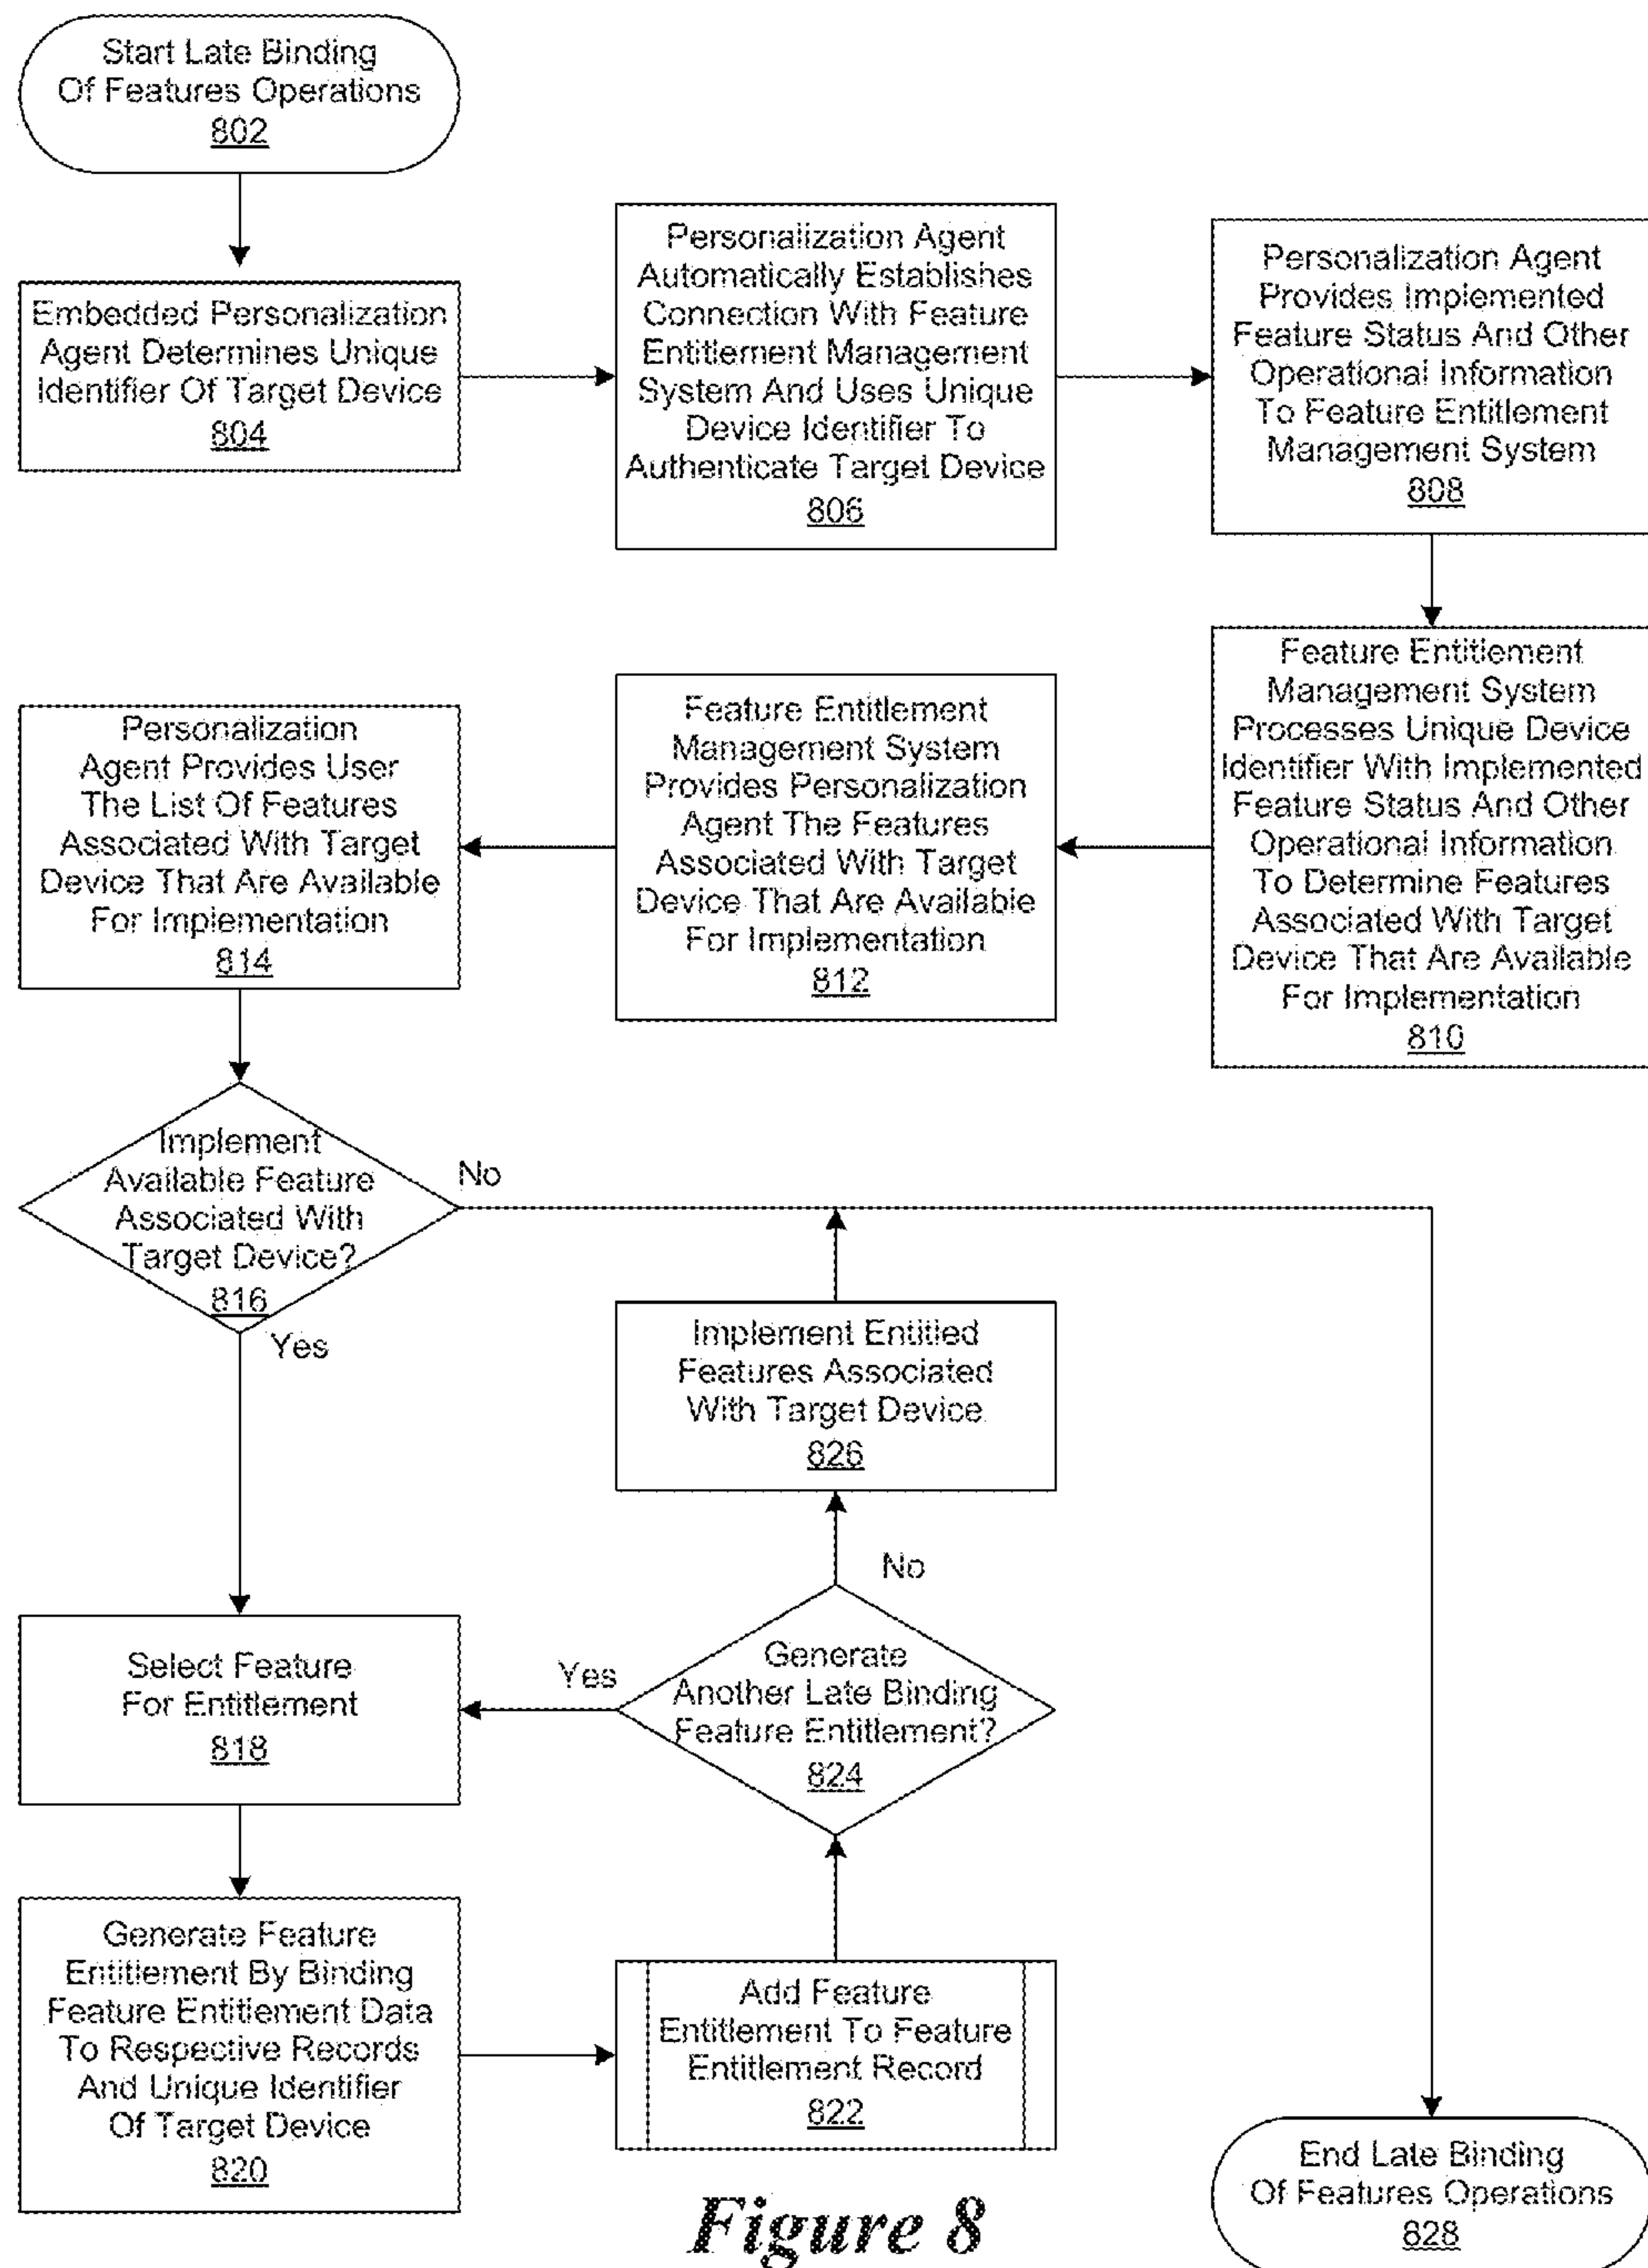 Start Late Binding
Of Features Operations
802
Embedded Personalization
Agent Determines Unique
Identifier Of Target Device
804
Personalization Agent
Automatically Establishes
Connection With Feature
Entitlement Management
System And Uses Unique
Device Identifier To
Authenticate Target Device
806
Personalization Agent
Provides Implemented
Feature Status And Other
Operational Information
To Feature Entitlement
Management System
808
Feature Entitlement
Management System
Processes Unique Device
Identifier With Implemented
Feature Status And Other
Operational Information
To Determine Features
Associated With Target
Device That Are Available
For Implementation
810
Feature Entitlement
Management System
Provides Personalization
Agent The Features
Associated With Target
Device That Are Available
For Implementation
812
Personalization
Agent Provides User
The List Of Features
Associated With Target
Device That Are Available
For Implementation
814
Implement
Available Feature
Associated With
Target Device?
816
No
Yes
Select Feature
For Entitlement
818
Generate Feature
Entitlement By Binding
Feature Entitlement Data
To Respective Records
And Unique Identifier
Of Target Device
820
Add Feature
Entitlement To Feature
Entitlement Record
822
Generate
Another Late Binding
Feature Entitlement?
824
Yes
No
Implement Entitled
Features Associated
With Target Device
826
End Late Binding
Of Features Operations
828
Figure 8